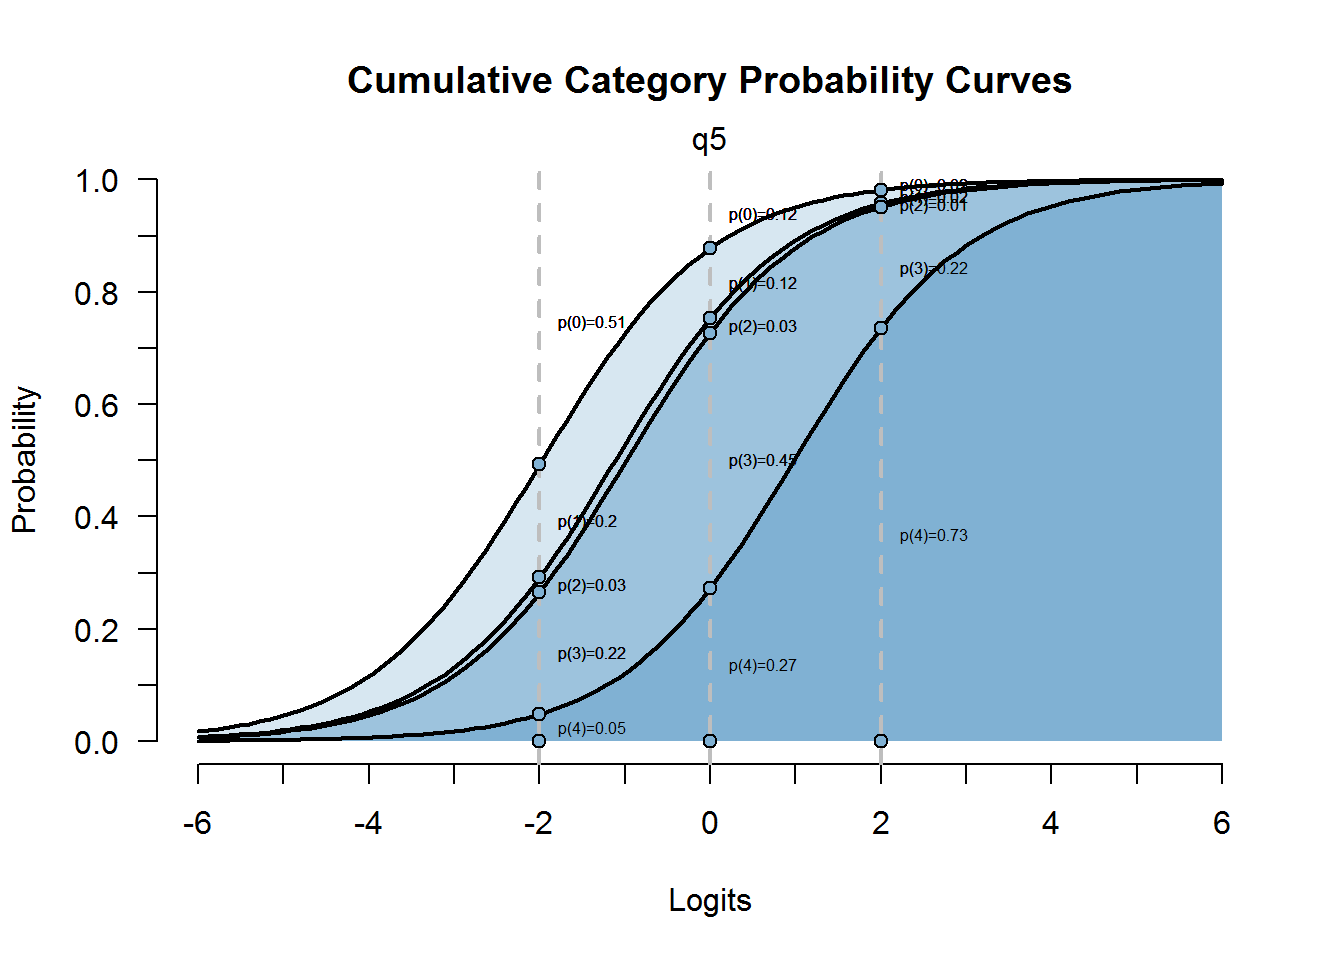 Cumulative Category Probability Curves
q5
Probability
1.0
0.8
0.6
0.4
0.2
0.0
p(0)=0.51
p(1)=0.2
p(2)=0.03
p(3)=0.22
p(4)=0.05
p(0)=0.12
p(1)=0.12
p(2)=0.03
p(3)=0.45
p(4)=0.27
p(2)=0.01
p(3)=0.22
p(4)=0.73
-6
-4
-2
0
2
4
6
Logits